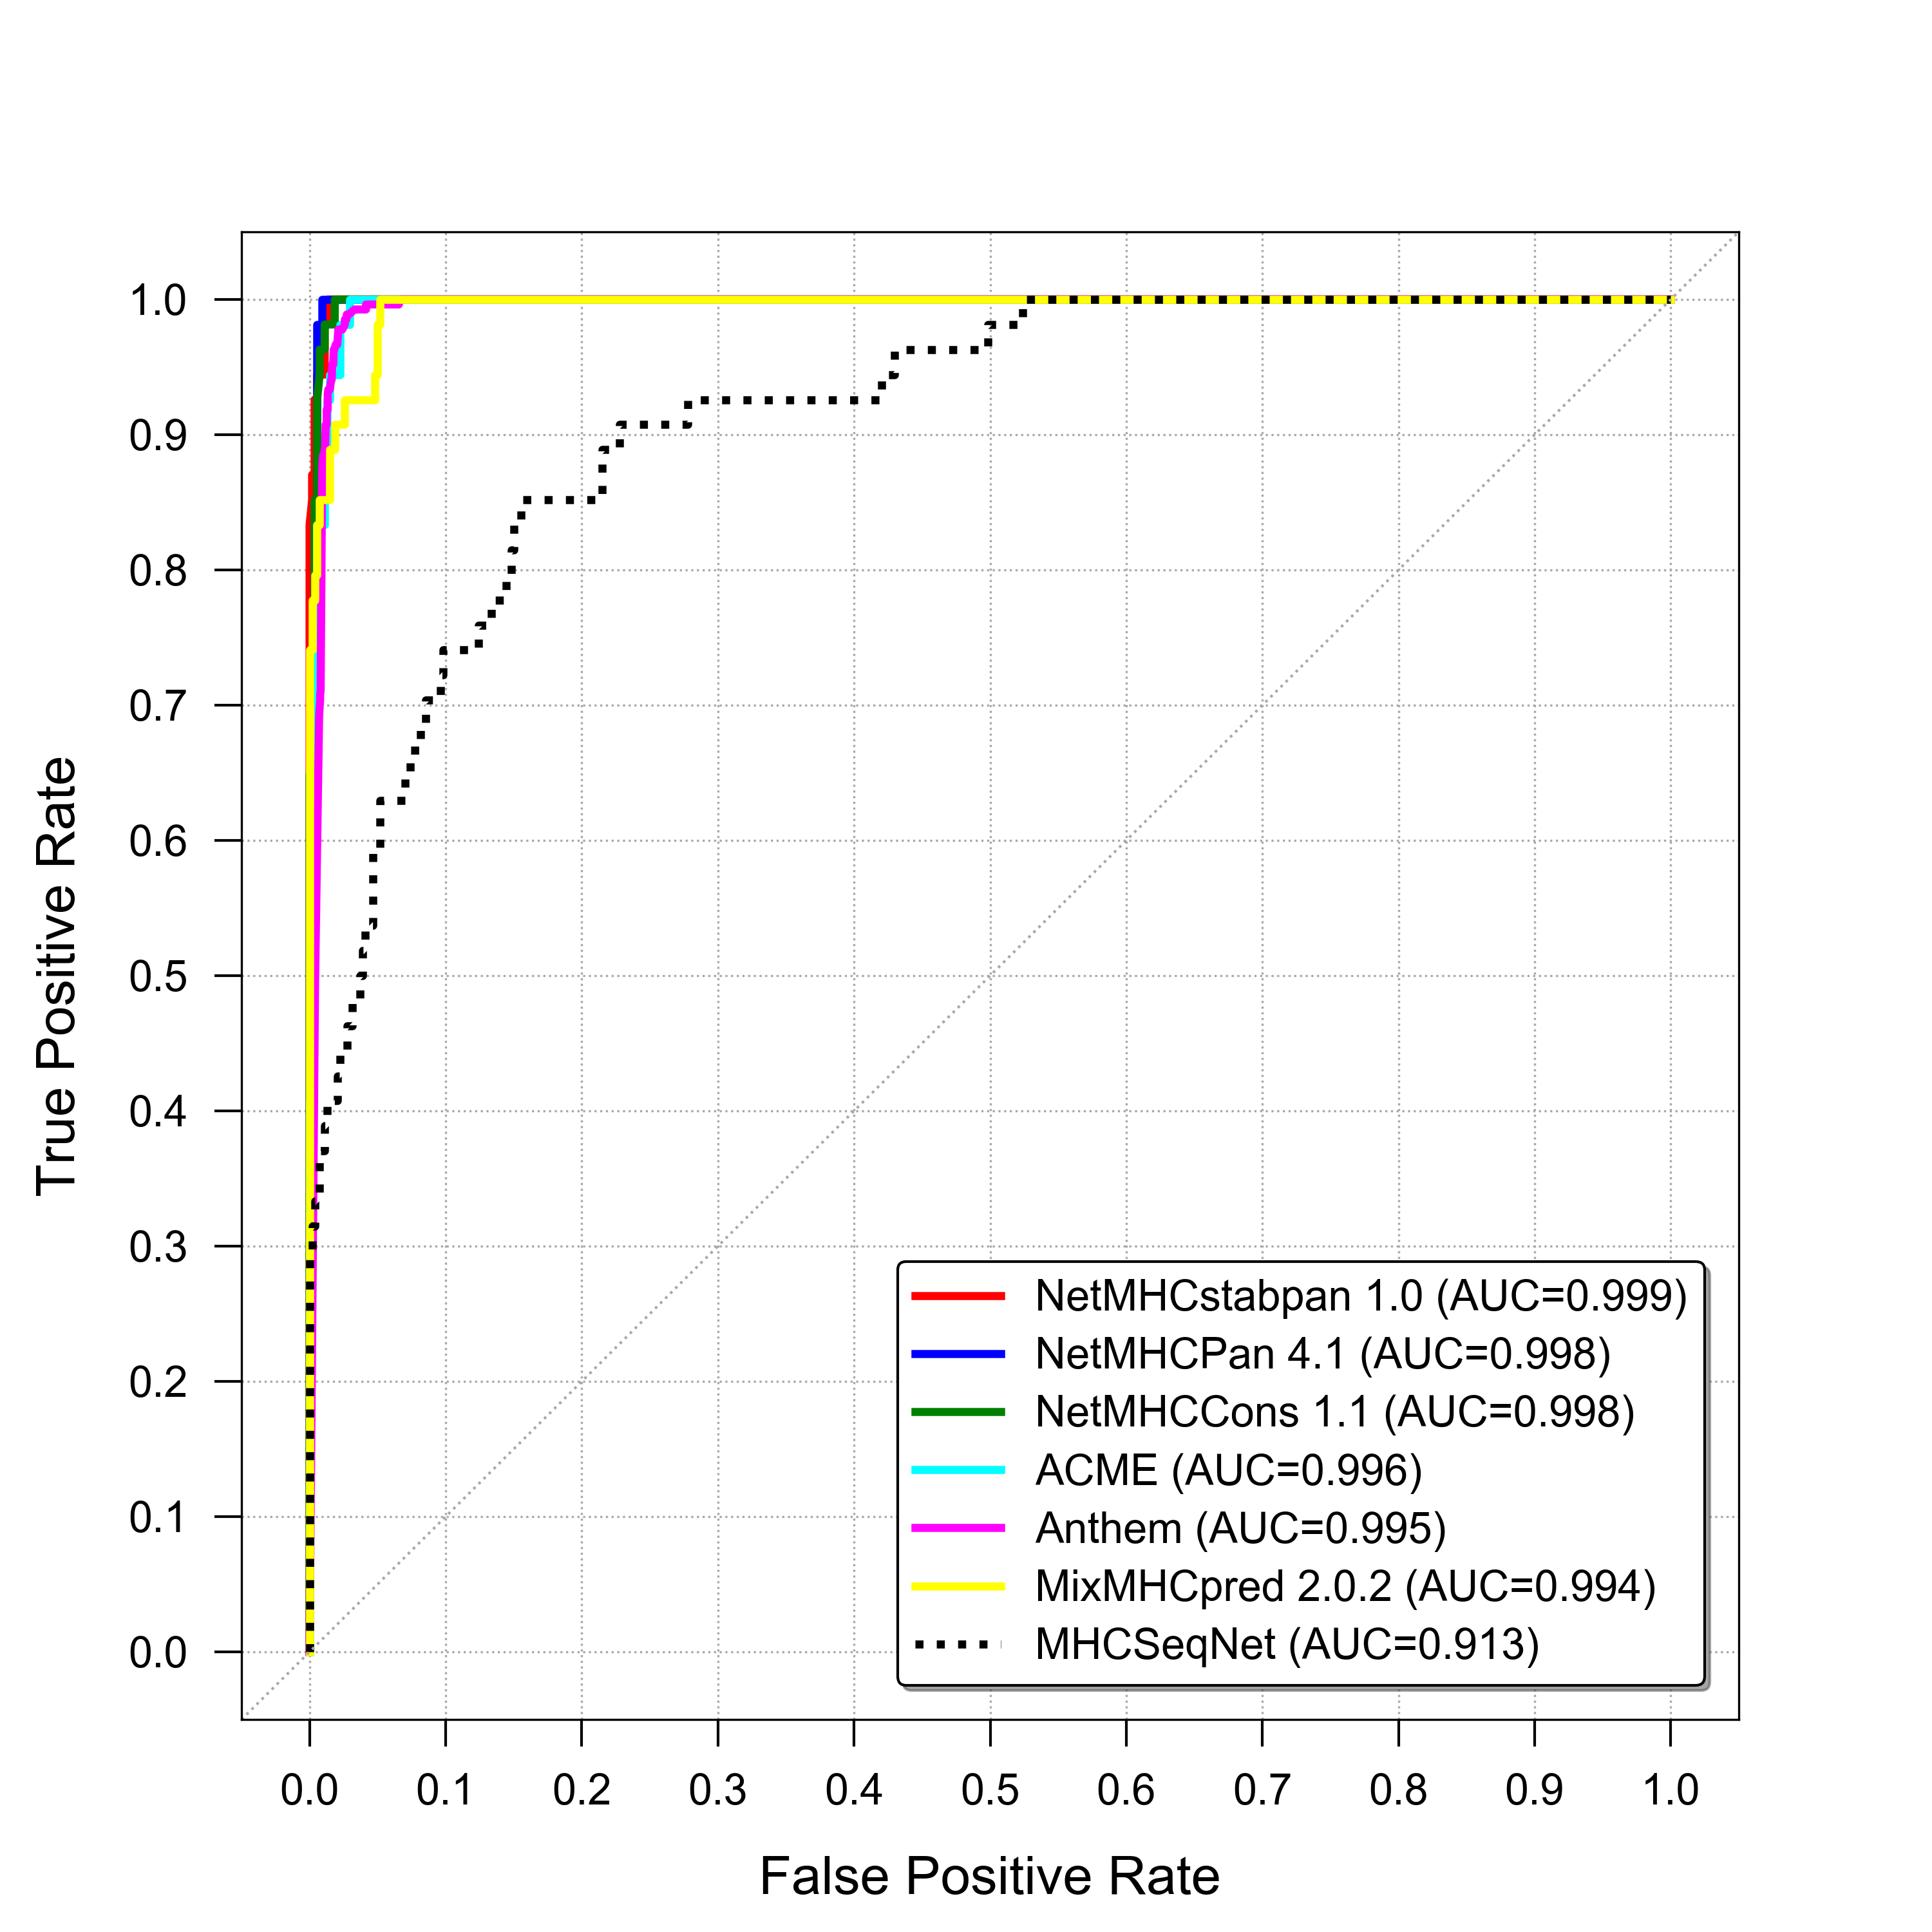 1.0
0.9
0.8
0.7
0.6
0.5
0.4
0.3
0.2
0.1
0.0
True Positive Rate
NetMHCstabpan 1.0 (AUC=0.999)
NetMHCPan 4.1 (AUC=0.998)
NetMHCCons 1.1 (AUC=0.998)
ACME (AUC=0.996)
Anthem (AUC=0.995)
MixMHCpred 2.0.2 (AUC=0.994)
MHCSeqNet (AUC=0.913)
0.0 0.1 0.2 0.3 0.4 0.5 0.6 0.7 0.8 0.9 1.0
False Positive Rate